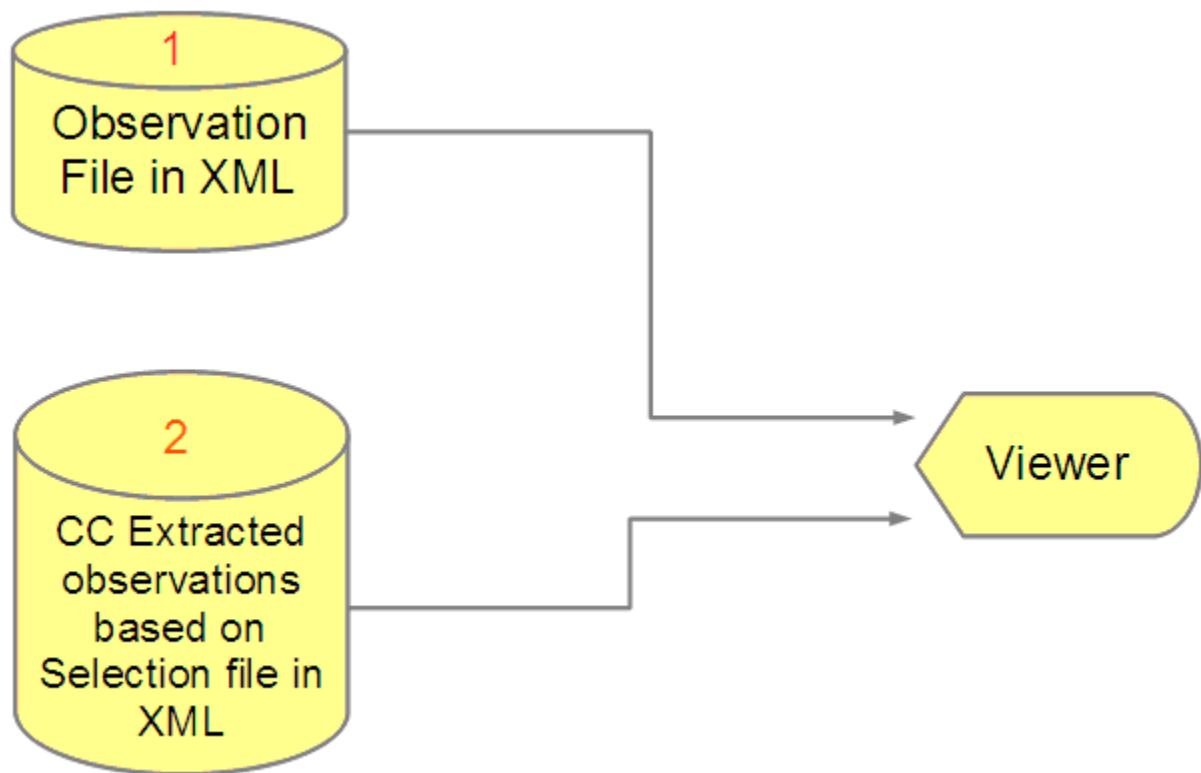 1
Observation
File in XML
2
CC Extracted
observations
based on
Selection file in
XML
Viewer